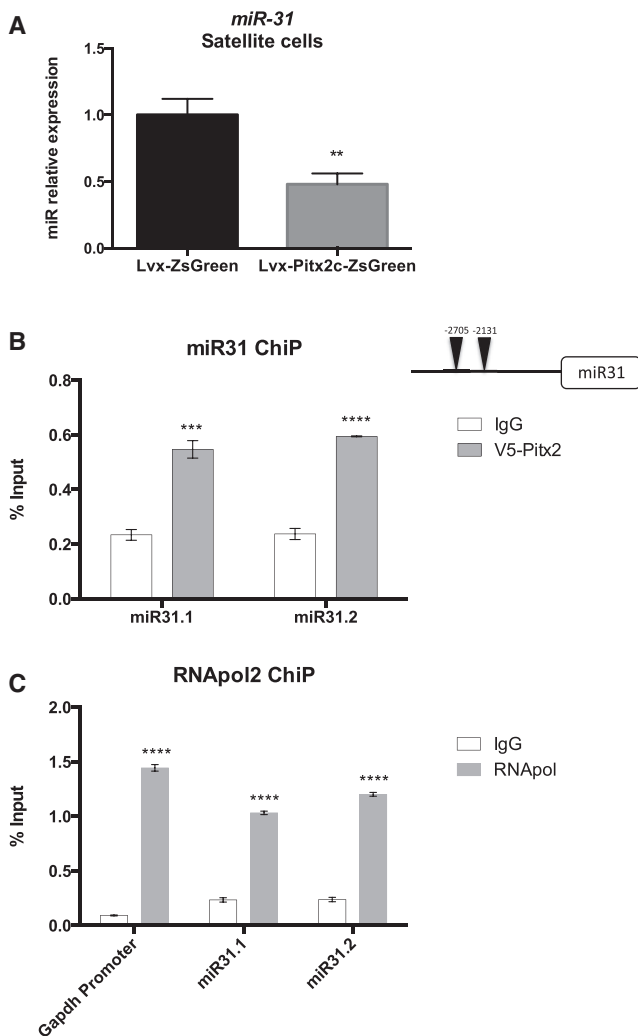 A
miR-31
Satellite cells
miR relative expression
1.5
1.0
0.5
0.0
**
Lvx-ZsGreen
Lvx-Pitx2c-ZsGreen
B
miR31 ChiP
-2705
-2131
miR31
% Input
0.8
0.6
0.4
0.2
0.0
***
****
IgG
V5-Pitx2
miR31.1
miR31.2
C
RNApol2 ChiP
% Input
2.0
1.5
1.0
0.5
0.0
****
****
****
IgG
RNApol
Gapdh Promoter
miR31.1
miR31.2